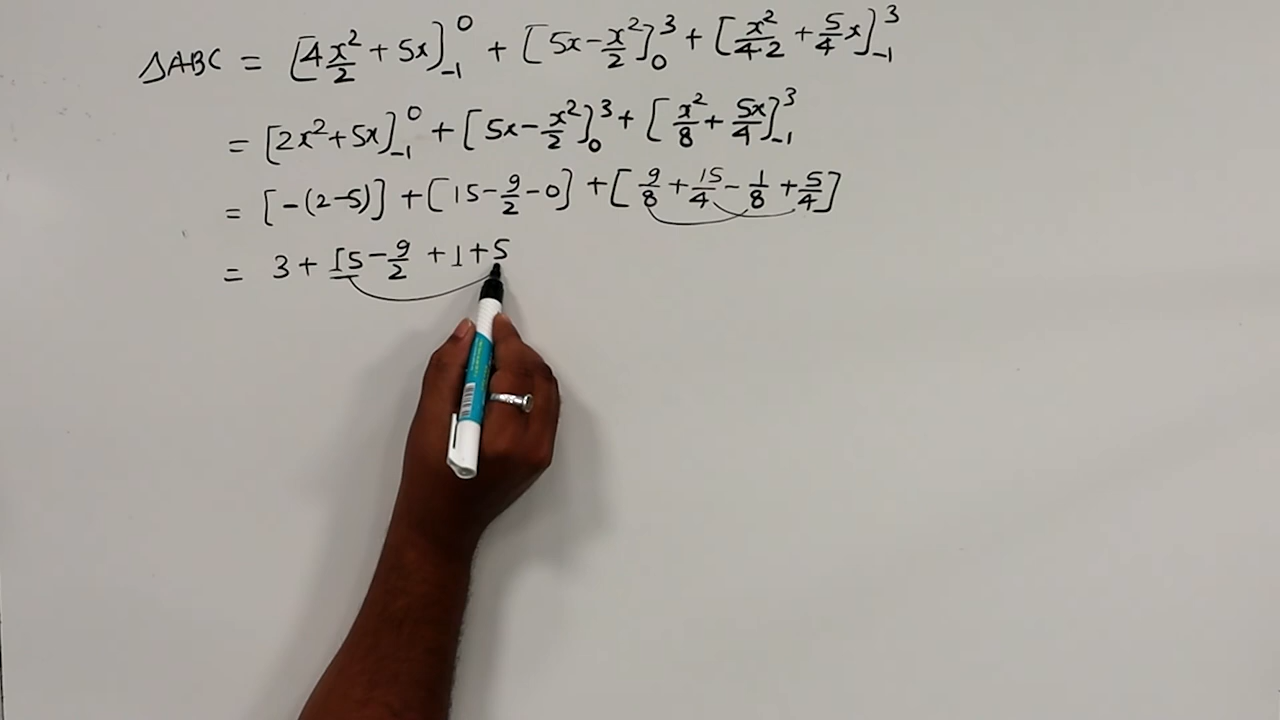 ΔABC = [4x²/2 + 5x]₋₁⁰ + [5x - x²/2]₀³ + [x²/4·2 + 5/4 x]₋₁³
= [2x² + 5x]₋₁⁰ + [5x - x²/2]₀³ + [x²/8 + 5x/4]₋₁³
= [-(2-5)] + [15 - 9/2 - 0] + [9/8 + 15/4 - 1/8 + 5/4]
= 3 + 15 - 9/2 + 1 + 5